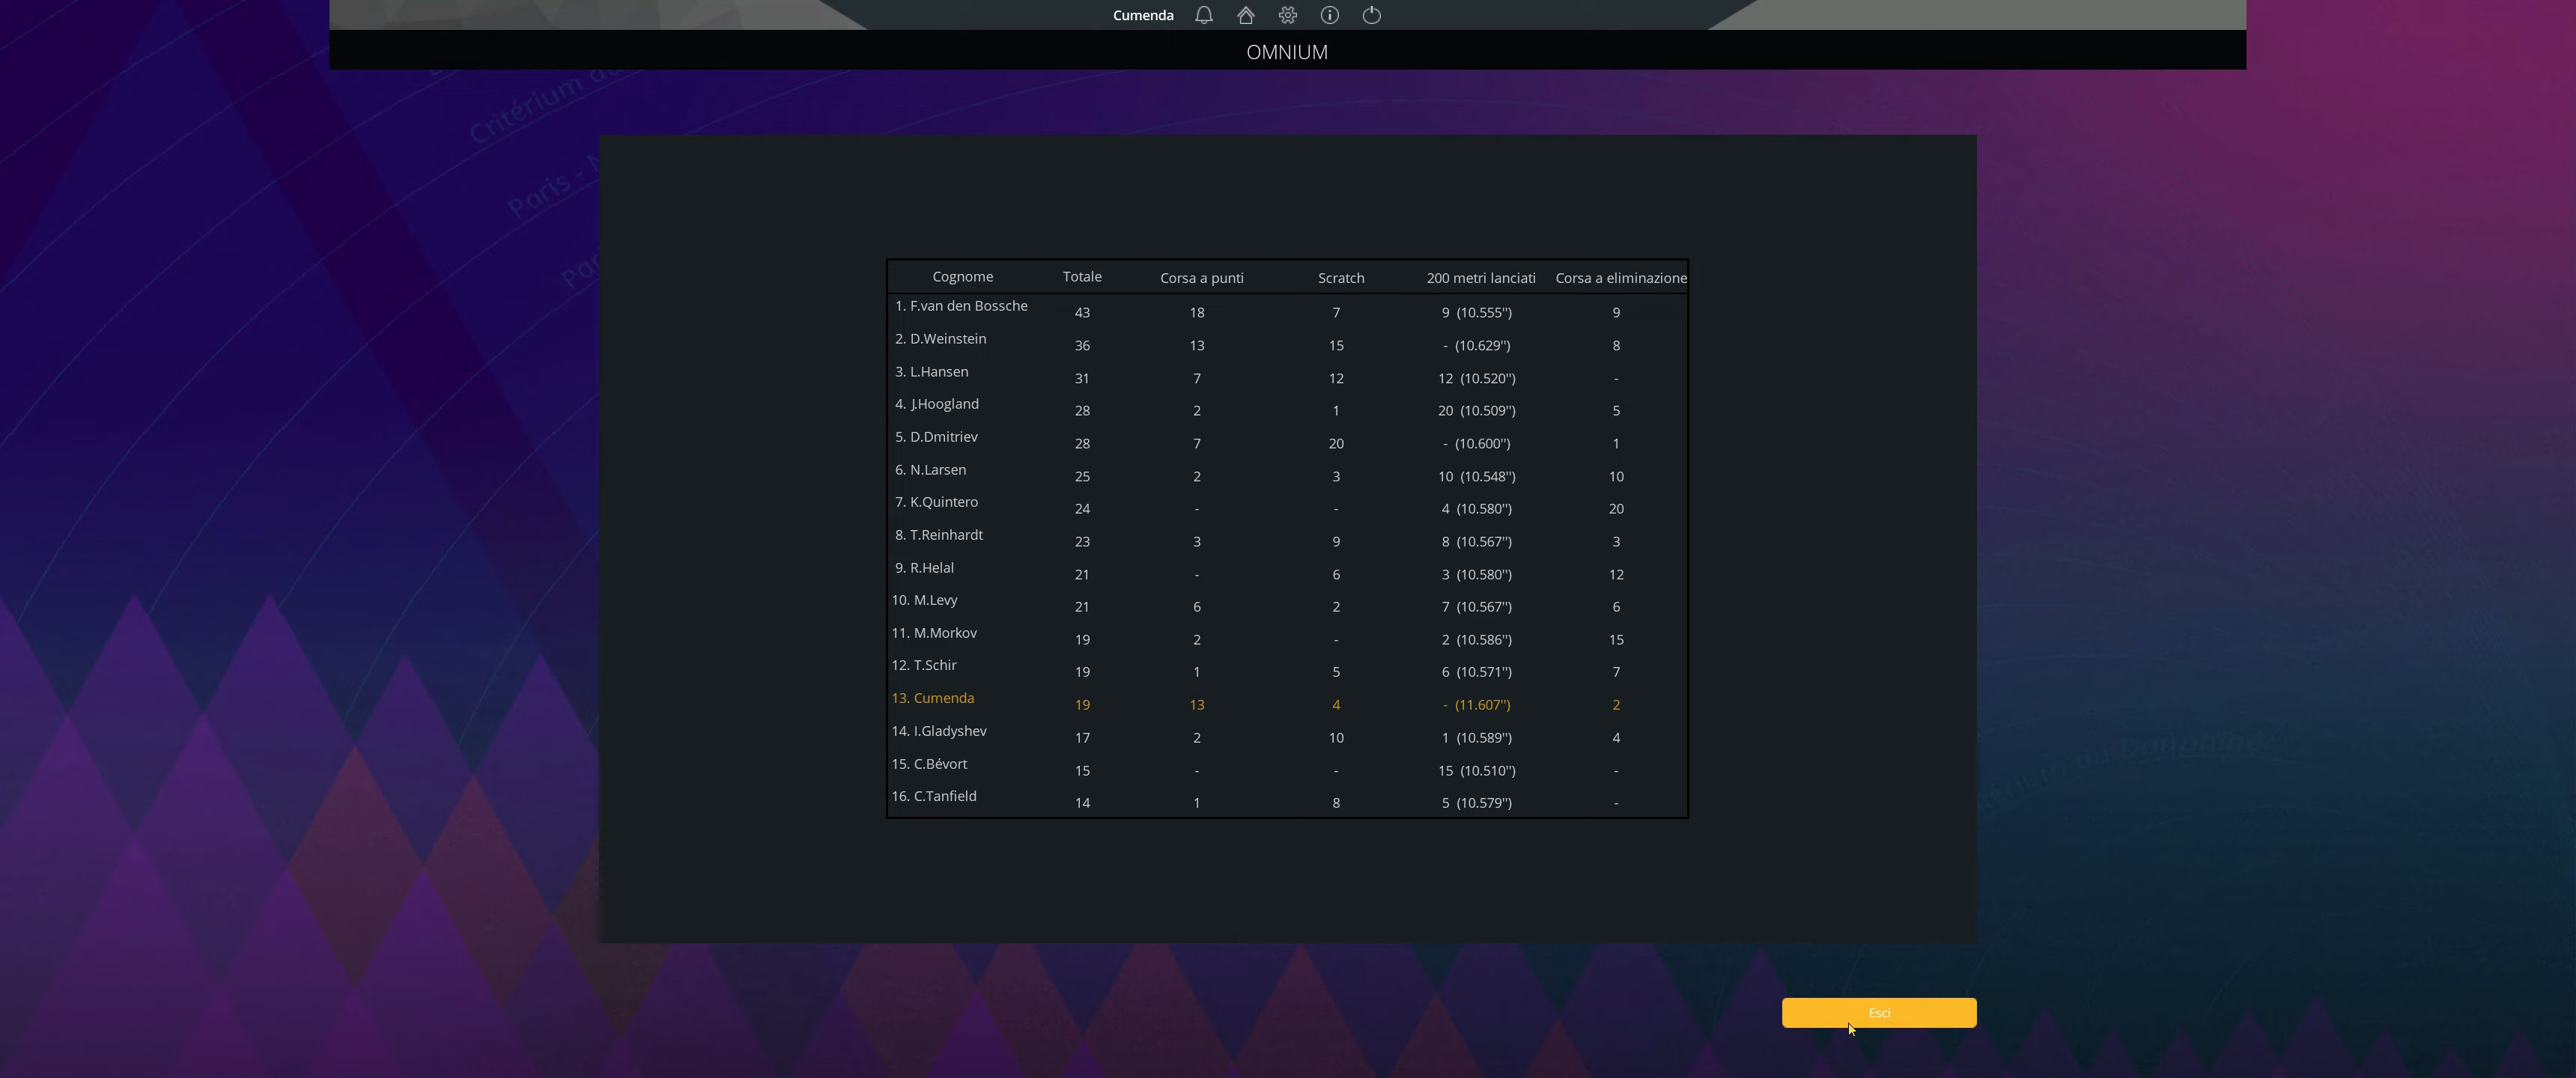 Cumenda
OMNIUM
Critérium du
Paris - N
Par
Cognome Totale Corsa a punti Scratch 200 metri lanciati Corsa a eliminazione
1. F.van den Bossche 43 18 7 9 (10.555'') 9
2. D.Weinstein 36 13 15 - (10.629'') 8
3. L.Hansen 31 7 12 12 (10.520'') -
4. J.Hoogland 28 2 1 20 (10.509'') 5
5. D.Dmitriev 28 7 20 - (10.600'') 1
6. N.Larsen 25 2 3 10 (10.548'') 10
7. K.Quintero 24 - - 4 (10.580'') 20
8. T.Reinhardt 23 3 9 8 (10.567'') 3
9. R.Helal 21 - 6 3 (10.580'') 12
10. M.Levy 21 6 2 7 (10.567'') 6
11. M.Morkov 19 2 - 2 (10.586'') 15
12. T.Schir 19 1 5 6 (10.571'') 7
13. Cumenda 19 13 4 - (11.607'') 2
14. I.Gladyshev 17 2 10 1 (10.589'') 4
15. C.Bévort 15 - - 15 (10.510'') -
16. C.Tanfield 14 1 8 5 (10.579'') -
térium du Dauphiné
Esci